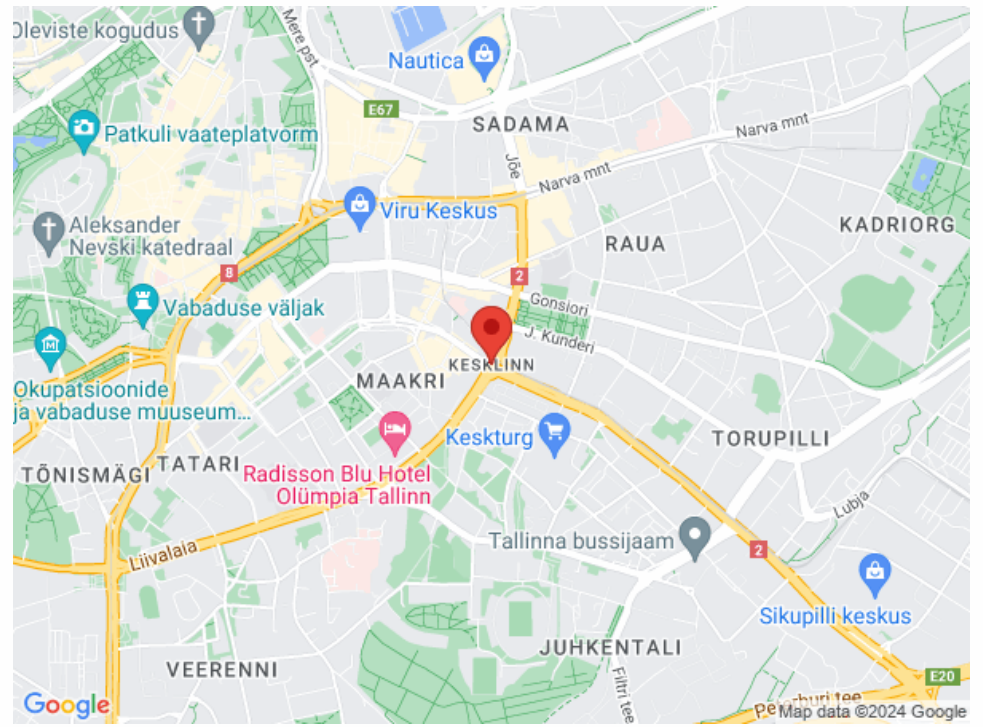 Oleviste kogudus
Mere pst
Nautica
E67
SADAMA
Patkuli vaateplatvorm
Jõe
Narva mnt
Narva mnt
Viru Keskus
KADRIORG
Aleksander
Nevski katedraal
RAUA
8
2
Vabaduse väljak
Gonsiori
J. Kunderi
KESKLINN
MAAKRI
Okupatsioonide
ja vabaduse muuseum...
Keskturg
TORUPILLI
TÕNISMÄGI
TATARI
Radisson Blu Hotel
Olümpia Tallinn
Lubja
Liivalaia
Tallinna bussijaam
2
Sikupilli keskus
JUHKENTALI
VEERENNI
Filtri tee
E20
Peterburi tee
Google
Map data ©2024 Google